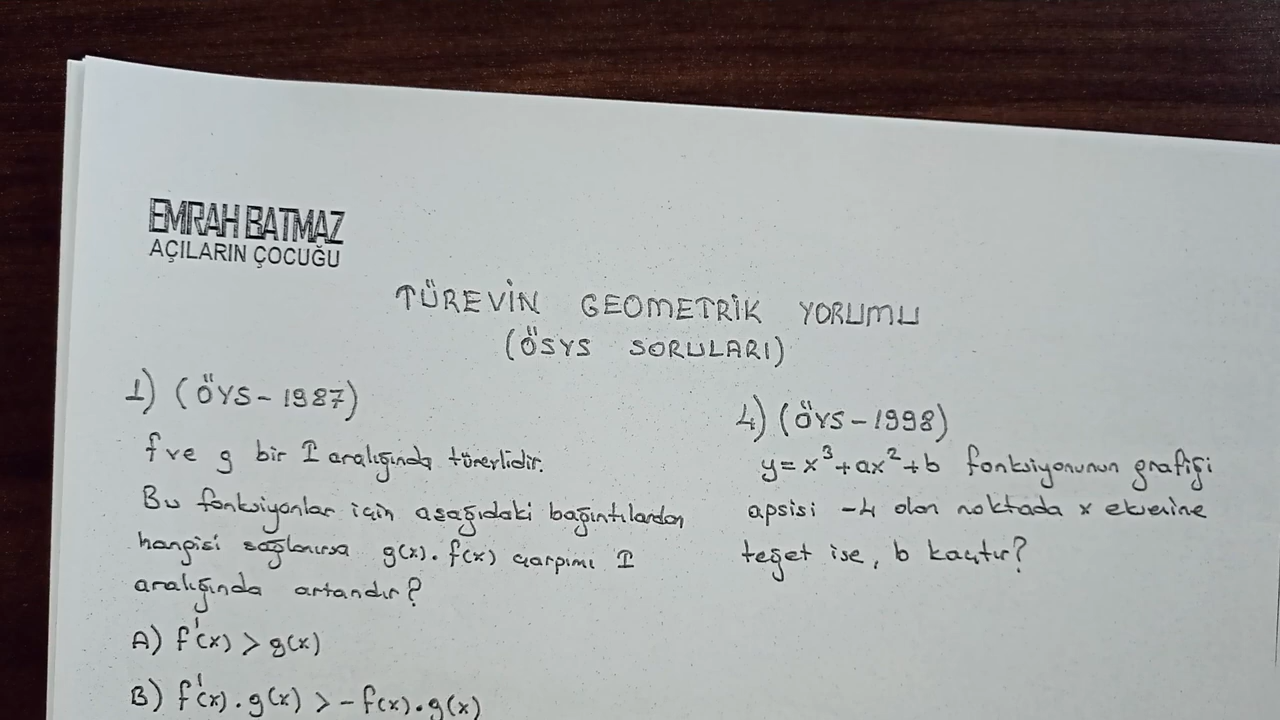 EMRAH BATMAZ
AÇILARIN ÇOCUĞU
TÜREVİN GEOMETRİK YORUMU
(ÖSYS SORULARI)
1) (ÖYS-1987)
f ve g bir I aralığında türevlidir.
Bu fonksiyonlar için aşağıdaki bağıntılardan
hangisi sağlanırsa g(x).f(x) çarpımı I
aralığında artandır?
A) f'(x) > g(x)
B) f'(x).g(x) > -f(x).g(x)
4) (ÖYS-1998)
y=x³+ax²+b fonksiyonunun grafiği
apsisi -4 olan noktada x eksenine
teğet ise, b kaçtır?